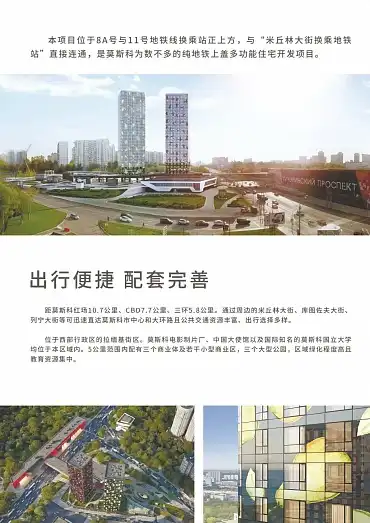 本项目位于8A号与11号地铁线换乘站正上方，与“米丘林大街换乘地铁
站”直接连通，是莫斯科为数不多的纯地铁上盖多功能住宅开发项目。
МИЧУРИНСКИЙ ПРОСПЕКТ
出行便捷 配套完善
距莫斯科红场10.7公里、CBD7.7公里、三环5.8公里。通过周边的米丘林大街、库图佐夫大街、
列宁大街等可迅速直达莫斯科市中心和大环路且公共交通资源丰富、出行选择多样。
位于西部行政区的拉缅基街区。莫斯科电影制片厂、中国大使馆以及国际知名的莫斯科国立大学
均位于本区域内。5公里范围内配有三个商业体及若干小型商业区，三个大型公园，区域绿化程度高且
教育资源集中。